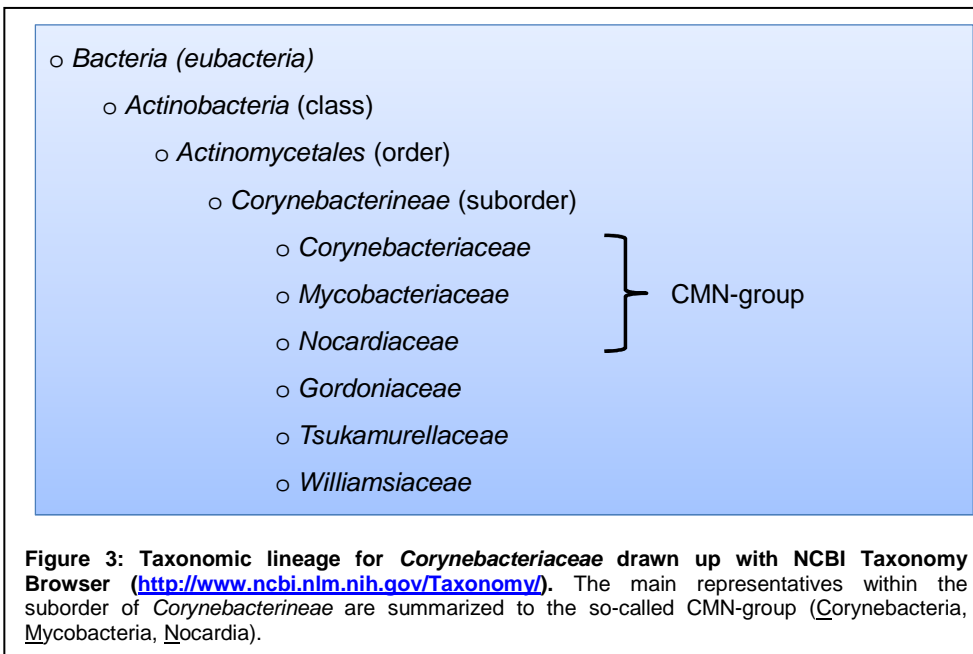 o Bacteria (eubacteria)
o Actinobacteria (class)
o Actinomycetales (order)
o Corynebacterineae (suborder)
o Corynebacteriaceae
o Mycobacteriaceae
CMN-group
o Nocardiaceae
o Gordoniaceae
o Tsukamurellaceae
o Williamsiaceae
Figure 3: Taxonomic lineage for Corynebacteriaceae drawn up with NCBI Taxonomy
Browser (http://www.ncbi.nlm.nih.gov/Taxonomy/). The main representatives within the
suborder of Corynebacterineae are summarized to the so-called CMN-group (Corynebacteria,
Mycobacteria, Nocardia).